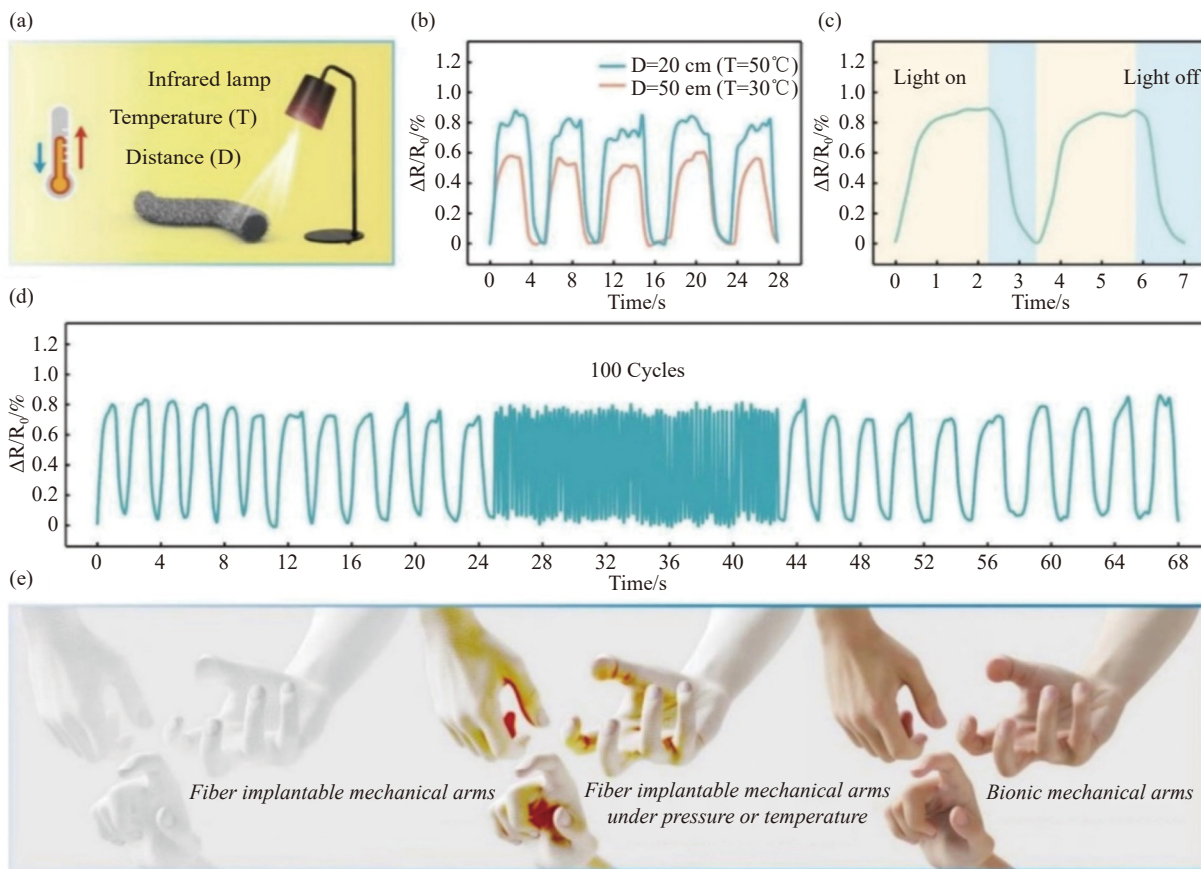 (a)
Infrared lamp
Temperature (T)
Distance (D)
(b)
ΔR/R₀/%
1.2
1.0
0.8
0.6
0.4
0.2
0
D=20 cm (T=50℃)
D=50 em (T=30℃)
0 4 8 12 16 20 24 28
Time/s
(c)
ΔR/R₀/%
1.2
1.0
0.8
0.6
0.4
0.2
0
Light on
Light off
0 1 2 3 4 5 6 7
Time/s
(d)
ΔR/R₀/%
1.2
1.0
0.8
0.6
0.4
0.2
0
100 Cycles
0 4 8 12 16 20 24 28 32 36 40 44 48 52 56 60 64 68
Time/s
(e)
Fiber implantable mechanical arms
Fiber implantable mechanical arms
under pressure or temperature
Bionic mechanical arms